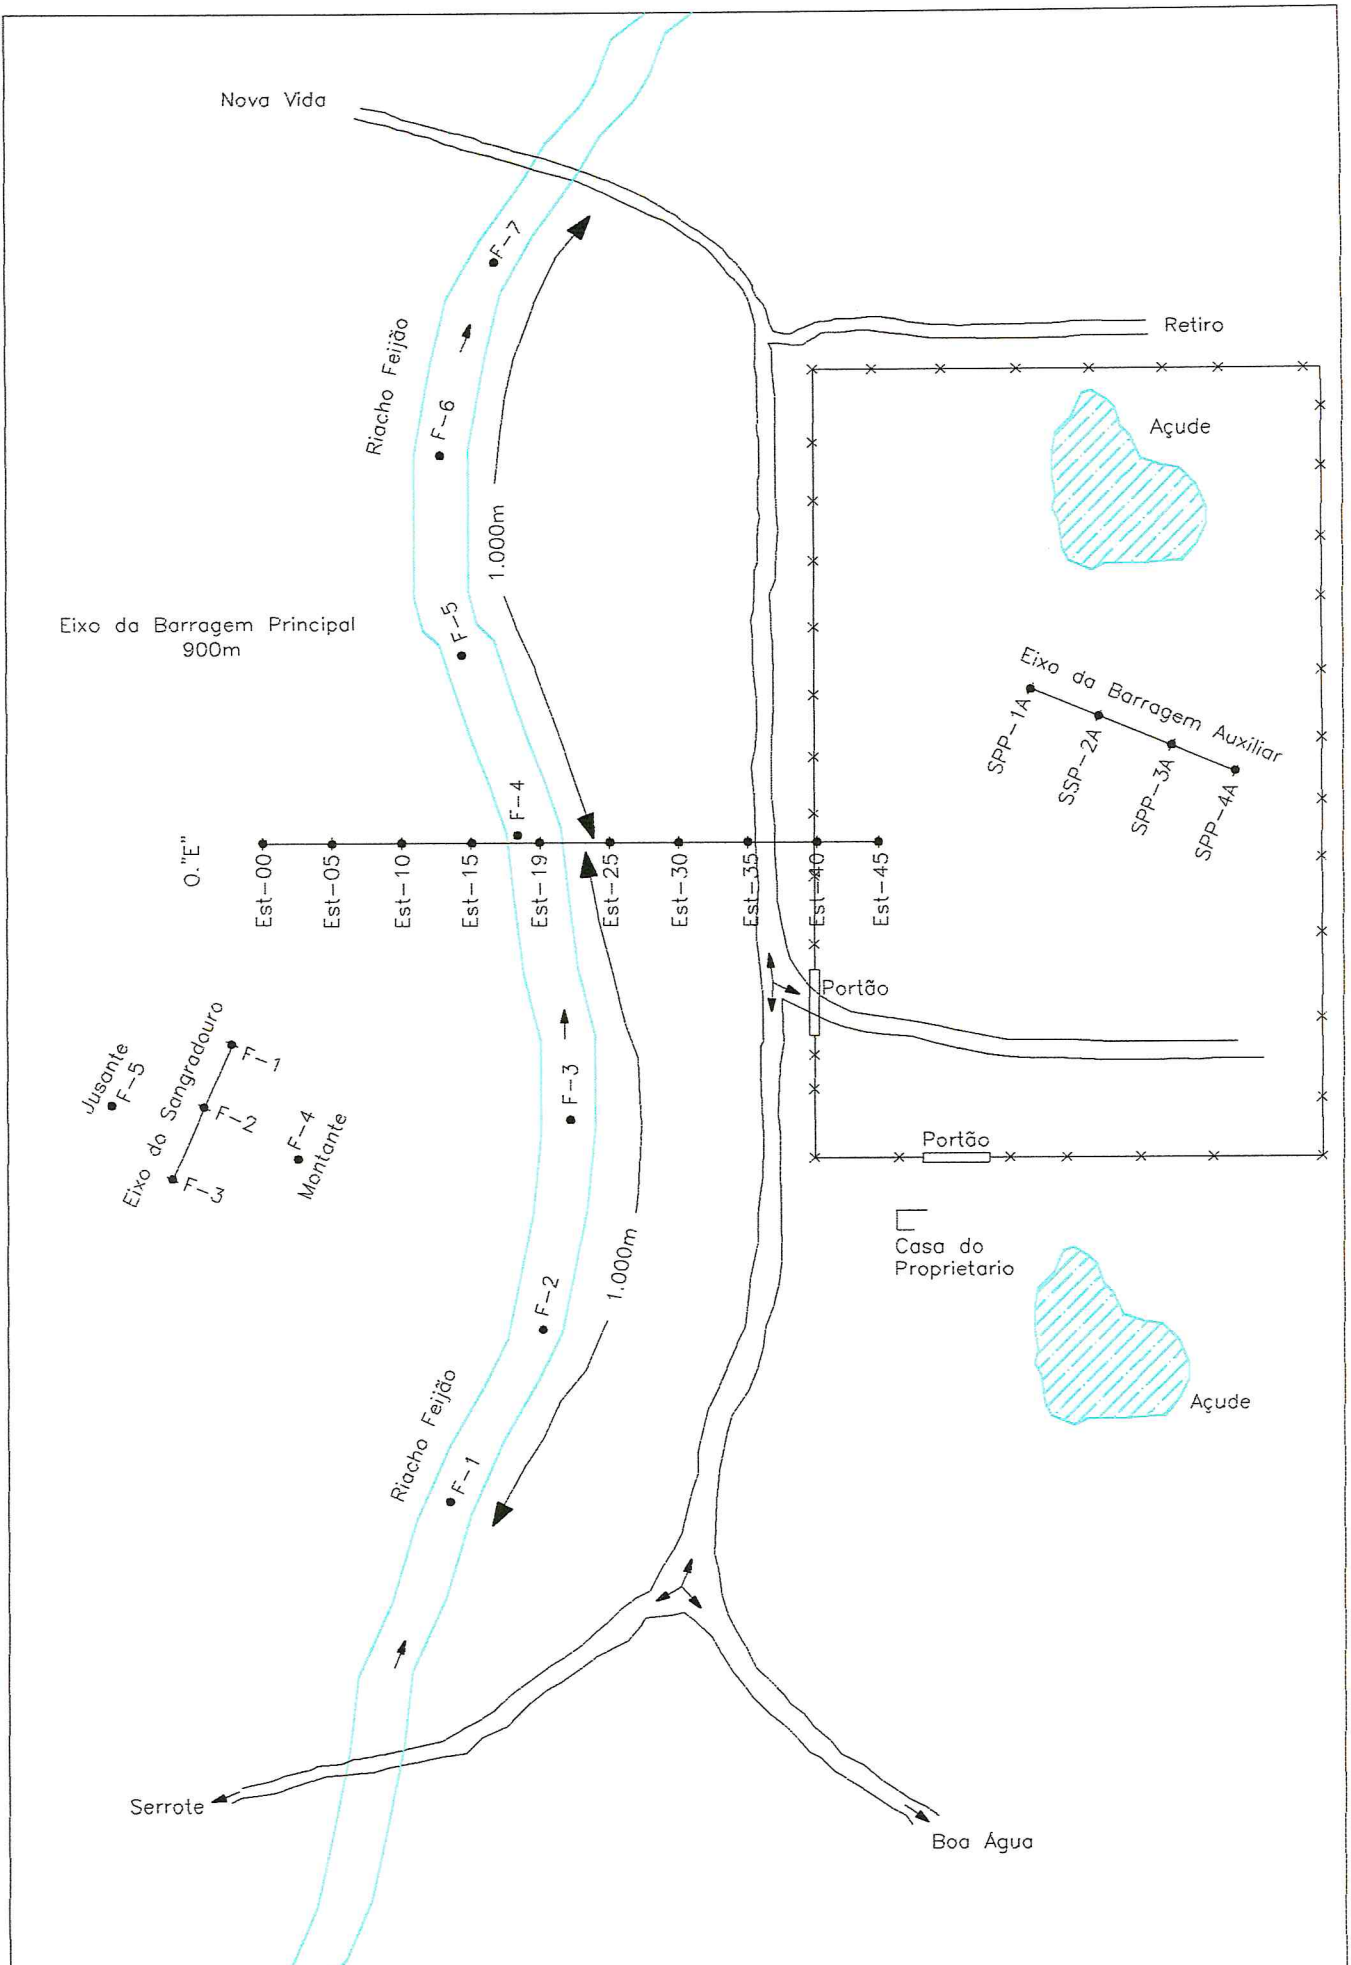 Nova Vida
F-7
Riacho Feijão
Retiro
F-6
Açude
1.000m
F-5
Eixo da Barragem Principal
900m
Eixo da Barragem Auxiliar
SPP-1A
SSP-2A
SPP-3A
SPP-4A
F-4
O."E"
Est-00
Est-05
Est-10
Est-15
Est-19
Est-25
Est-30
Est-35
Est-40
Est-45
Portão
Jusante
F-5
Eixo do Sangradouro
F-1
F-2
F-3
F-4
Montante
F-3
Portão
Casa do
Proprietario
1.000m
F-2
Riacho Feijão
Açude
F-1
Serrote
Boa Água